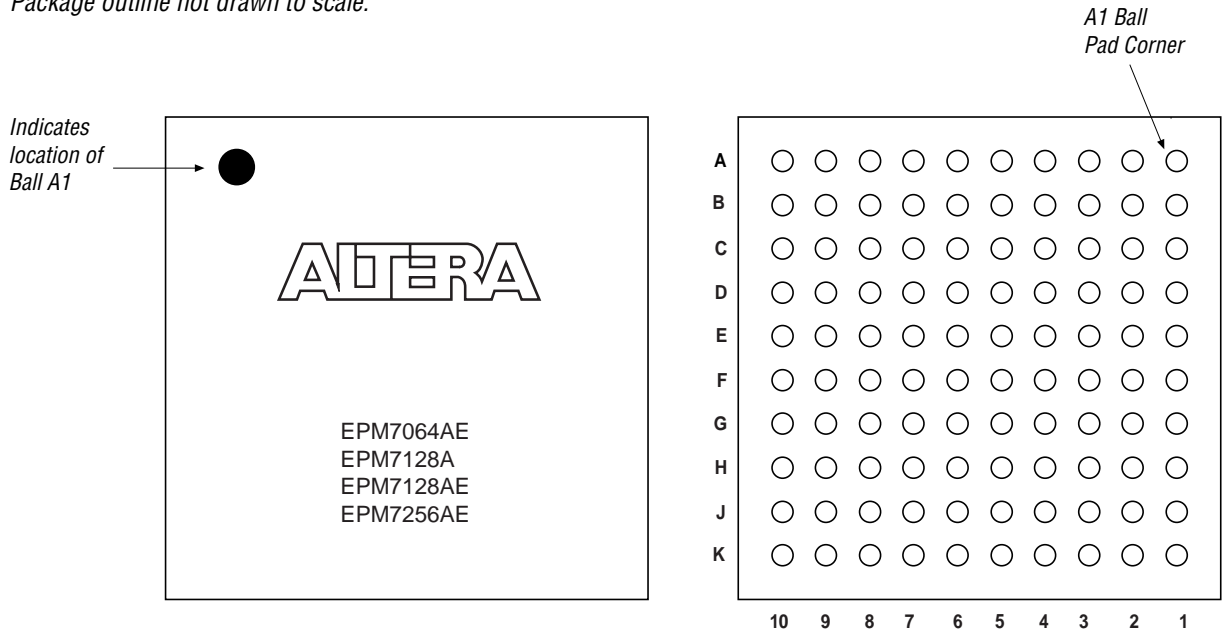 Package outline not drawn to scale.
A1 Ball
Pad Corner
Indicates
location of
Ball A1
ALTERA
EPM7064AE
EPM7128A
EPM7128AE
EPM7256AE
A
B
C
D
E
F
G
H
J
K
10 9 8 7 6 5 4 3 2 1